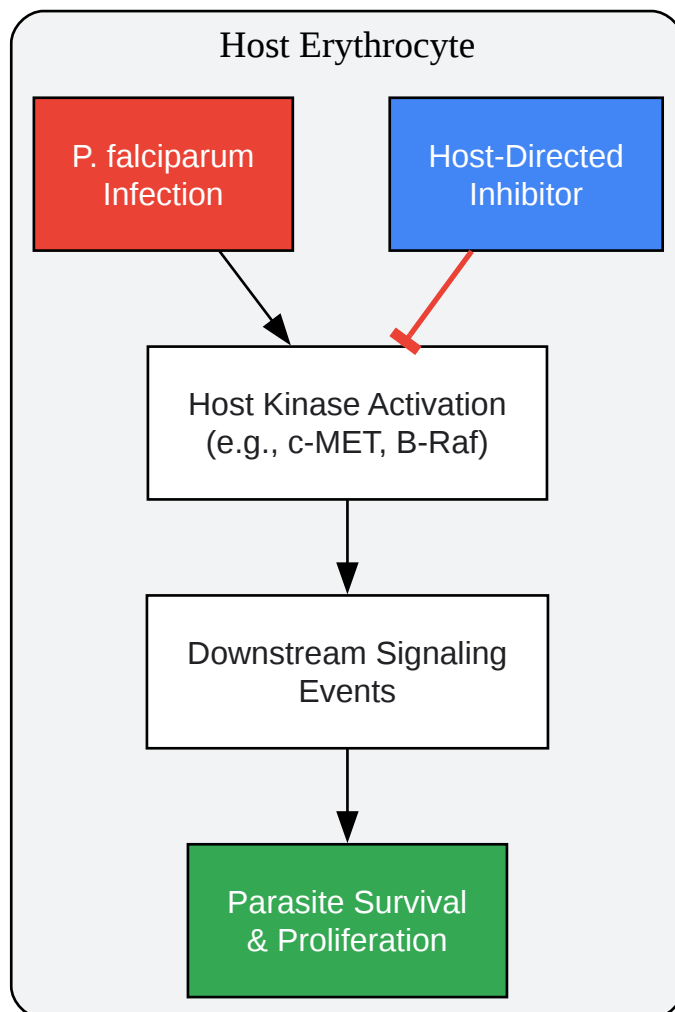 Host Erythrocyte
P. falciparum
Infection
Host-Directed
Inhibitor
Host Kinase Activation
(e.g., c-MET, B-Raf)
Downstream Signaling
Events
Parasite Survival
& Proliferation